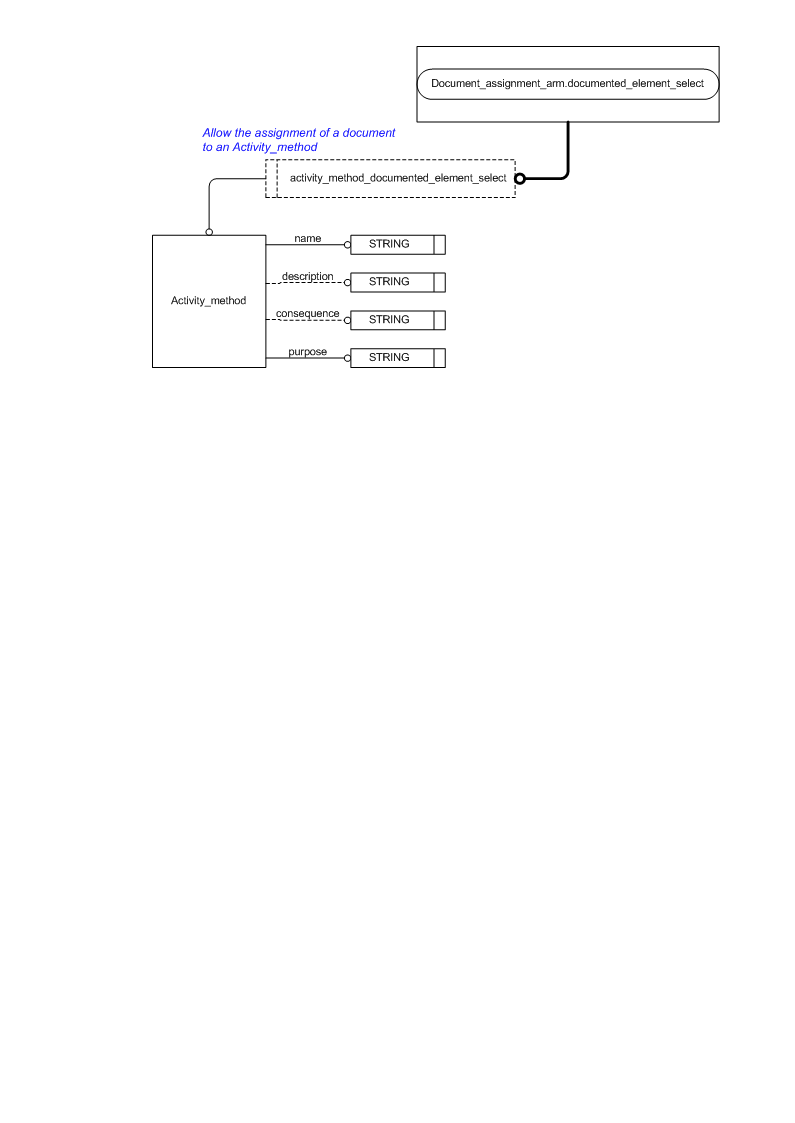 Document_assignment_arm.documented_element_select
Allow the assignment of a document
to an Activity_method
activity_method_documented_element_select
Activity_method
name
STRING
description
STRING
consequence
STRING
purpose
STRING